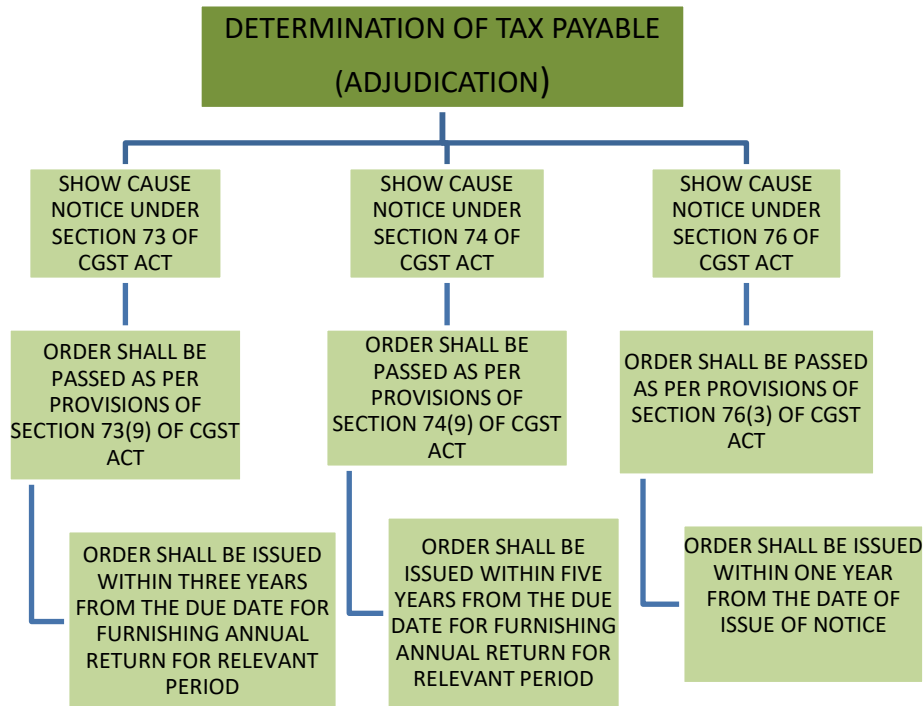 DETERMINATION OF TAX PAYABLE
(ADJUDICATION)
SHOW CAUSE
NOTICE UNDER
SECTION 73 OF
CGST ACT
SHOW CAUSE
NOTICE UNDER
SECTION 74 OF
CGST ACT
SHOW CAUSE
NOTICE UNDER
SECTION 76 OF
CGST ACT
ORDER SHALL BE
PASSED AS PER
PROVISIONS OF
SECTION 73(9) OF CGST
ACT
ORDER SHALL BE
PASSED AS PER
PROVISIONS OF
SECTION 74(9) OF CGST
ACT
ORDER SHALL BE PASSED
AS PER PROVISIONS OF
SECTION 76(3) OF CGST
ACT
ORDER SHALL BE ISSUED
WITHIN THREE YEARS
FROM THE DUE DATE FOR
FURNISHING ANNUAL
RETURN FOR RELEVANT
PERIOD
ORDER SHALL BE
ISSUED WITHIN FIVE
YEARS FROM THE DUE
DATE FOR FURNISHING
ANNUAL RETURN FOR
RELEVANT PERIOD
ORDER SHALL BE ISSUED
WITHIN ONE YEAR
FROM THE DATE OF
ISSUE OF NOTICE